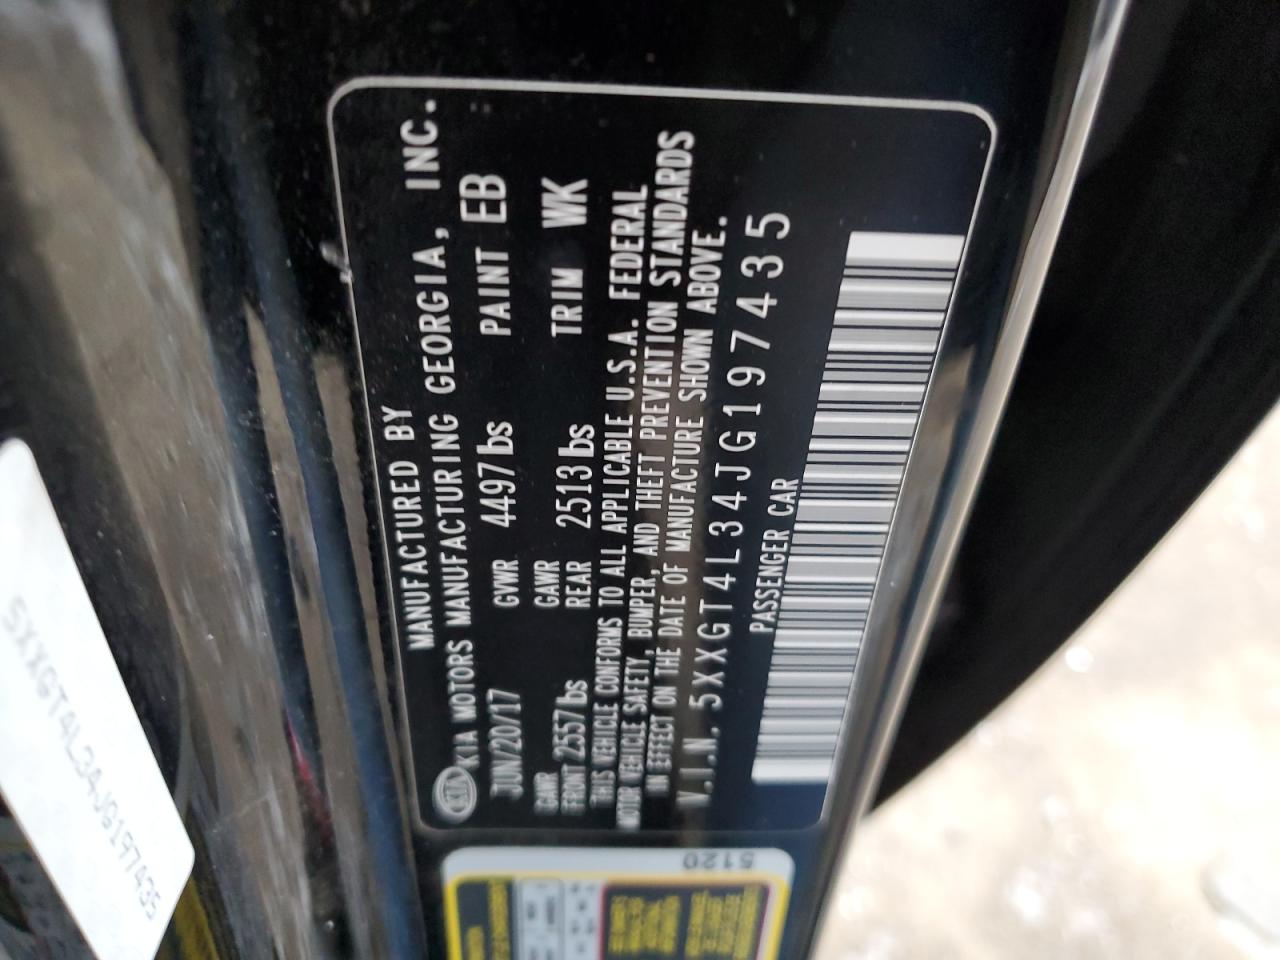 MANUFACTURED BY
KIA KIA MOTORS MANUFACTURING GEORGIA, INC.
JUN/20/17 GVWR 4497 lbs PAINT EB
GAWR FRONT 2557 lbs GAWR REAR 2513 lbs TRIM WK
THIS VEHICLE CONFORMS TO ALL APPLICABLE U.S.A. FEDERAL
MOTOR VEHICLE SAFETY, BUMPER, AND THEFT PREVENTION STANDARDS
IN EFFECT ON THE DATE OF MANUFACTURE SHOWN ABOVE.
V.I.N. 5XXGT4L34JG197435
PASSENGER CAR
5120
5XXGT4L34JG197435